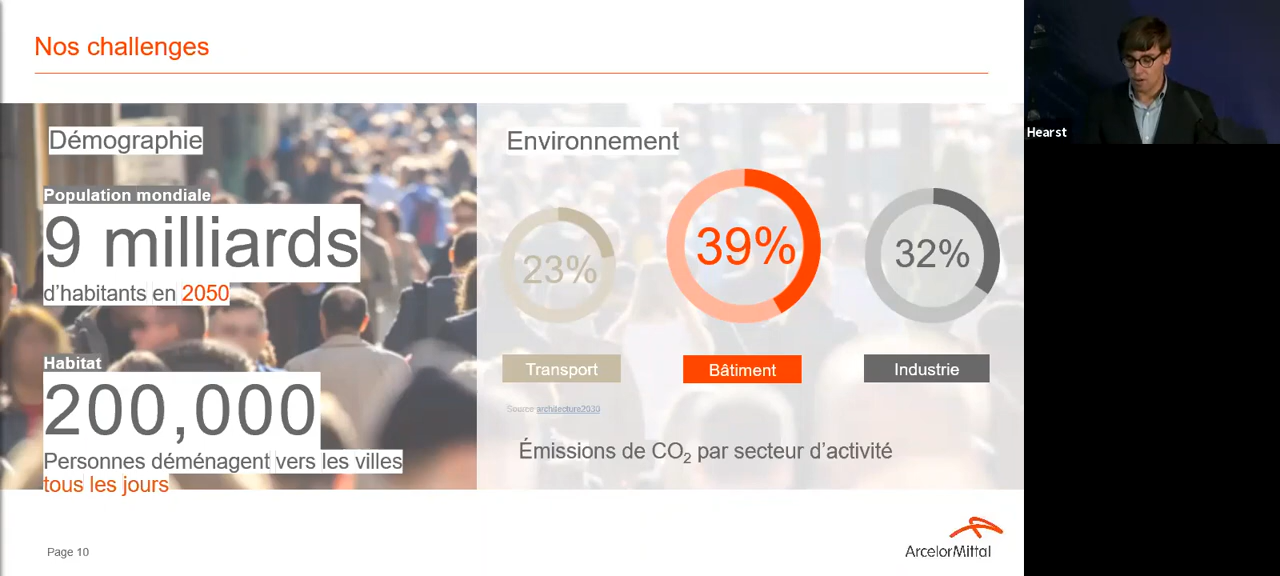 Nos challenges
Démographie
Population mondiale
9 milliards
d'habitants en 2050
Habitat
200,000
Personnes déménagent vers les villes
tous les jours
Environnement
23%
39%
32%
Transport
Bâtiment
Industrie
Source architecture2030
Émissions de CO₂ par secteur d'activité
Page 10
ArcelorMittal
Hearst